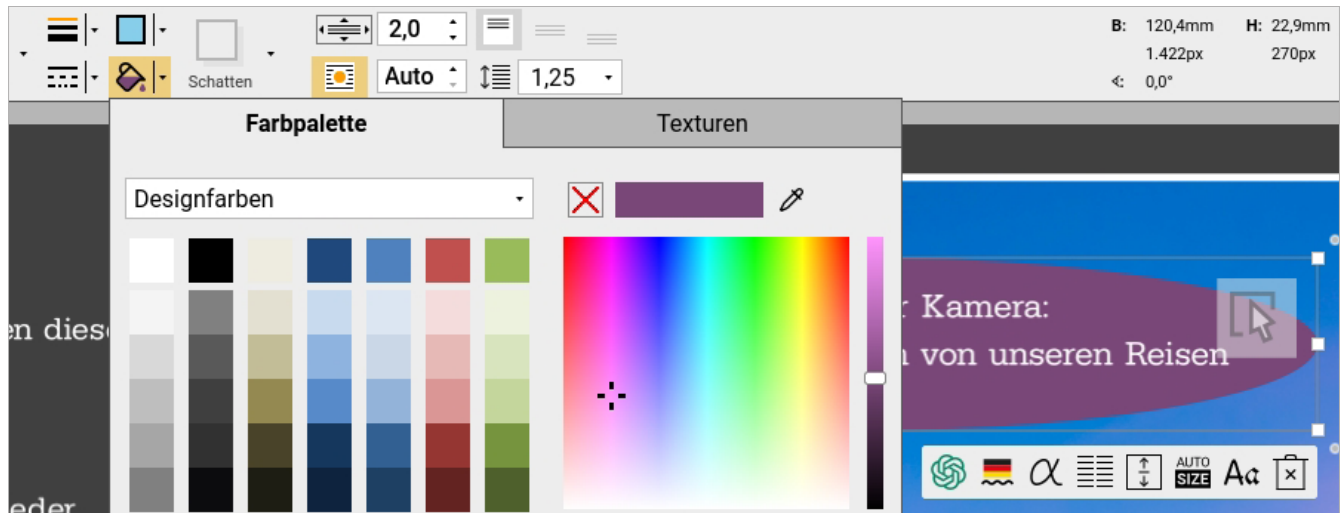 B: 120,4mm H: 22,9mm
2,0
1.422px 270px
Schatten
Auto
1,25
∢: 0,0°
Farbpalette
Texturen
Designfarben
Kamera:
en
von unseren Reisen
eder
AUTO
SIZE
Aa